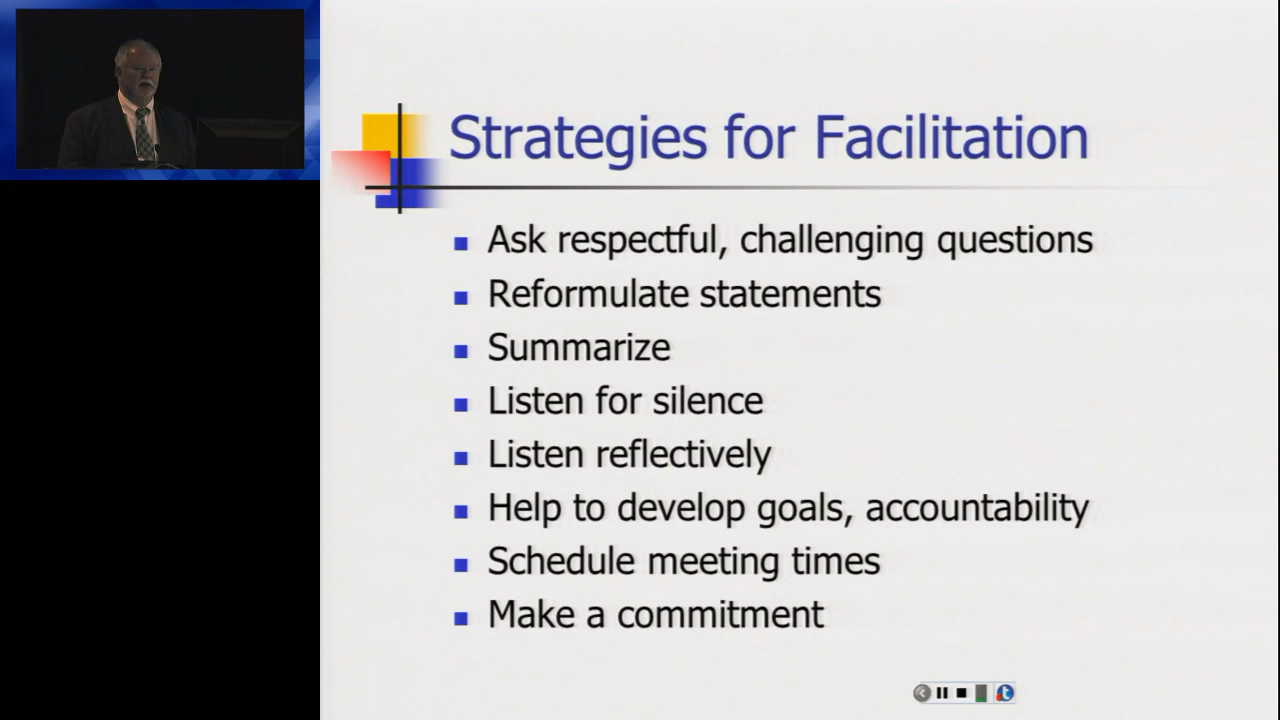 Strategies for Facilitation
Ask respectful, challenging questions
Reformulate statements
Summarize
Listen for silence
Listen reflectively
Help to develop goals, accountability
Schedule meeting times
Make a commitment